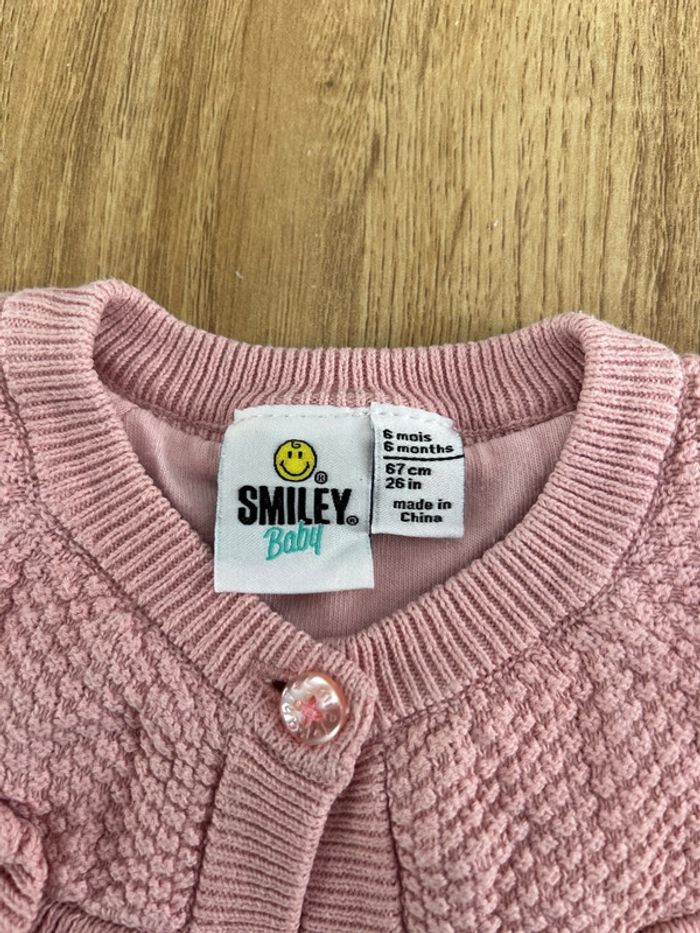 SMILEY®
Baby
6 mois
6 months
67 cm
26 in
made in
China